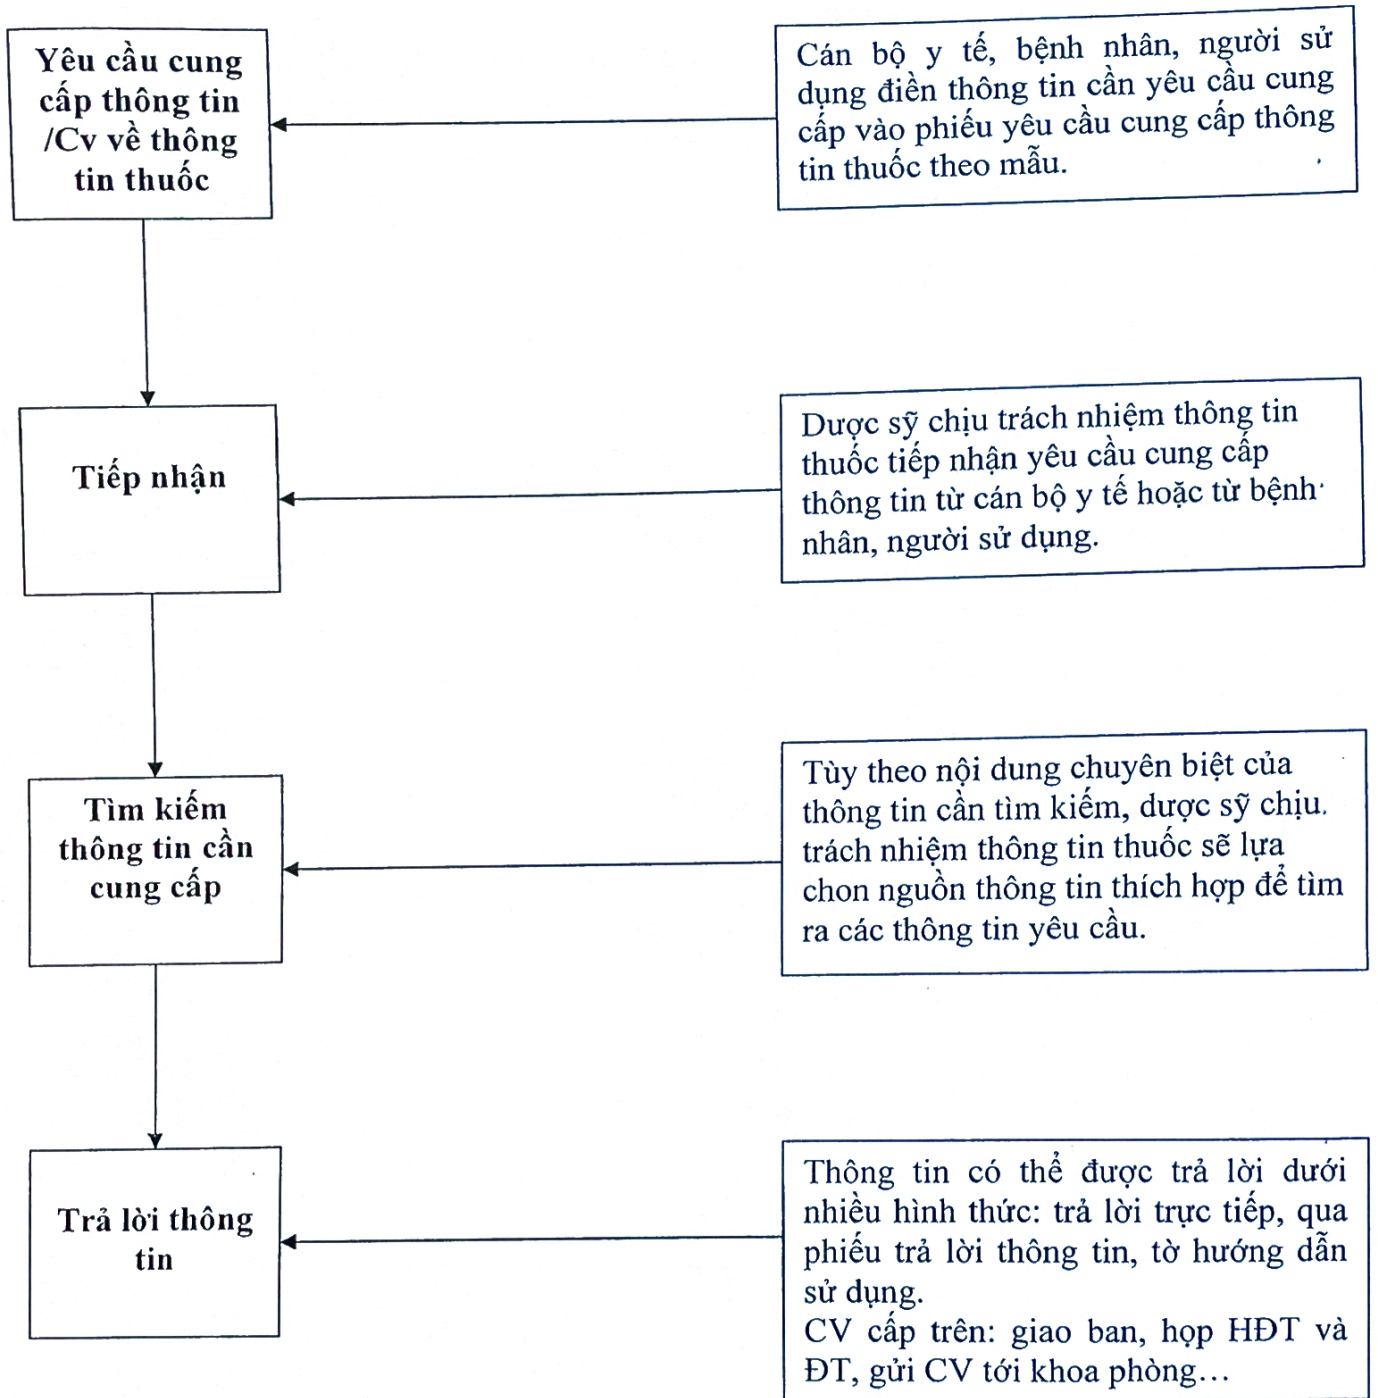 Yêu cầu cung
cấp thông tin
/Cv về thông
tin thuốc
Cán bộ y tế, bệnh nhân, người sử
dụng điền thông tin cần yêu cầu cung
cấp vào phiếu yêu cầu cung cấp thông
tin thuốc theo mẫu.
Tiếp nhận
Dược sỹ chịu trách nhiệm thông tin
thuốc tiếp nhận yêu cầu cung cấp
thông tin từ cán bộ y tế hoặc từ bệnh
nhân, người sử dụng.
Tìm kiếm
thông tin cần
cung cấp
Tùy theo nội dung chuyên biệt của
thông tin cần tìm kiếm, dược sỹ chịu
trách nhiệm thông tin thuốc sẽ lựa
chon nguồn thông tin thích hợp để tìm
ra các thông tin yêu cầu.
Trả lời thông
tin
Thông tin có thể được trả lời dưới
nhiều hình thức: trả lời trực tiếp, qua
phiếu trả lời thông tin, tờ hướng dẫn
sử dụng.
CV cấp trên: giao ban, họp HĐT và
ĐT, gửi CV tới khoa phòng…